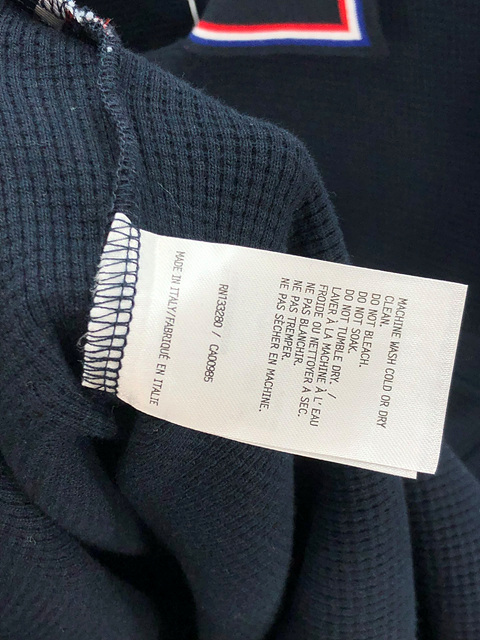 MACHINE WASH COLD OR DRY
CLEAN.
DO NOT BLEACH.
DO NOT SOAK.
DO NOT TUMBLE DRY. /
LAVER À LA MACHINE À L' EAU
FROIDE OU NETTOYER À SEC.
NE PAS BLANCHIR.
NE PAS TREMPER.
NE PAS SÉCHER EN MACHINE.
RN133280 / CA00985
MADE IN ITALY/FABRIQUÉ EN ITALIE